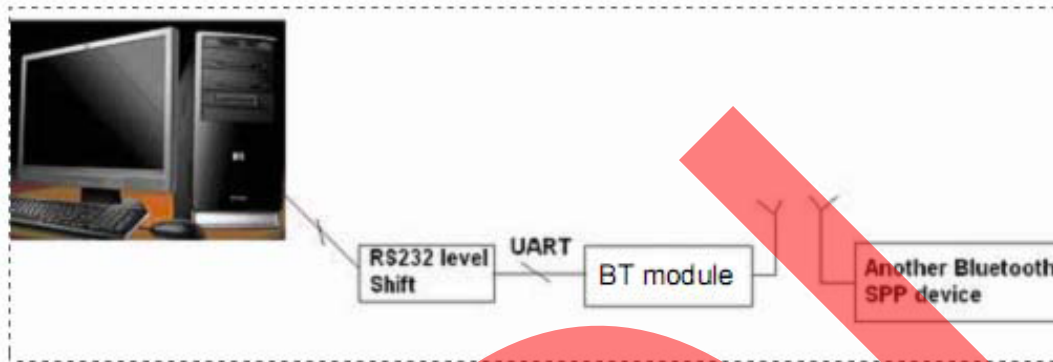 RS232 level
Shift
UART
BT module
Another Bluetooth
SPP device